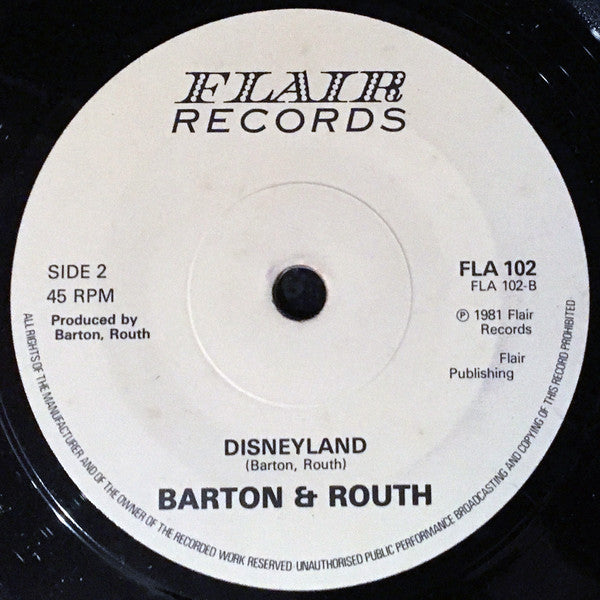 FLAIR
RECORDS
SIDE 2
45 RPM
Produced by
Barton, Routh
FLA 102
FLA 102-B
℗ 1981 Flair
Records
Flair
Publishing
DISNEYLAND
(Barton, Routh)
BARTON & ROUTH
ALL RIGHTS OF THE MANUFACTURER AND OF THE OWNER OF THE RECORDED WORK RESERVED·UNAUTHORISED PUBLIC PERFORMANCE BROADCASTING AND COPYING OF THIS RECORD PROHIBITED